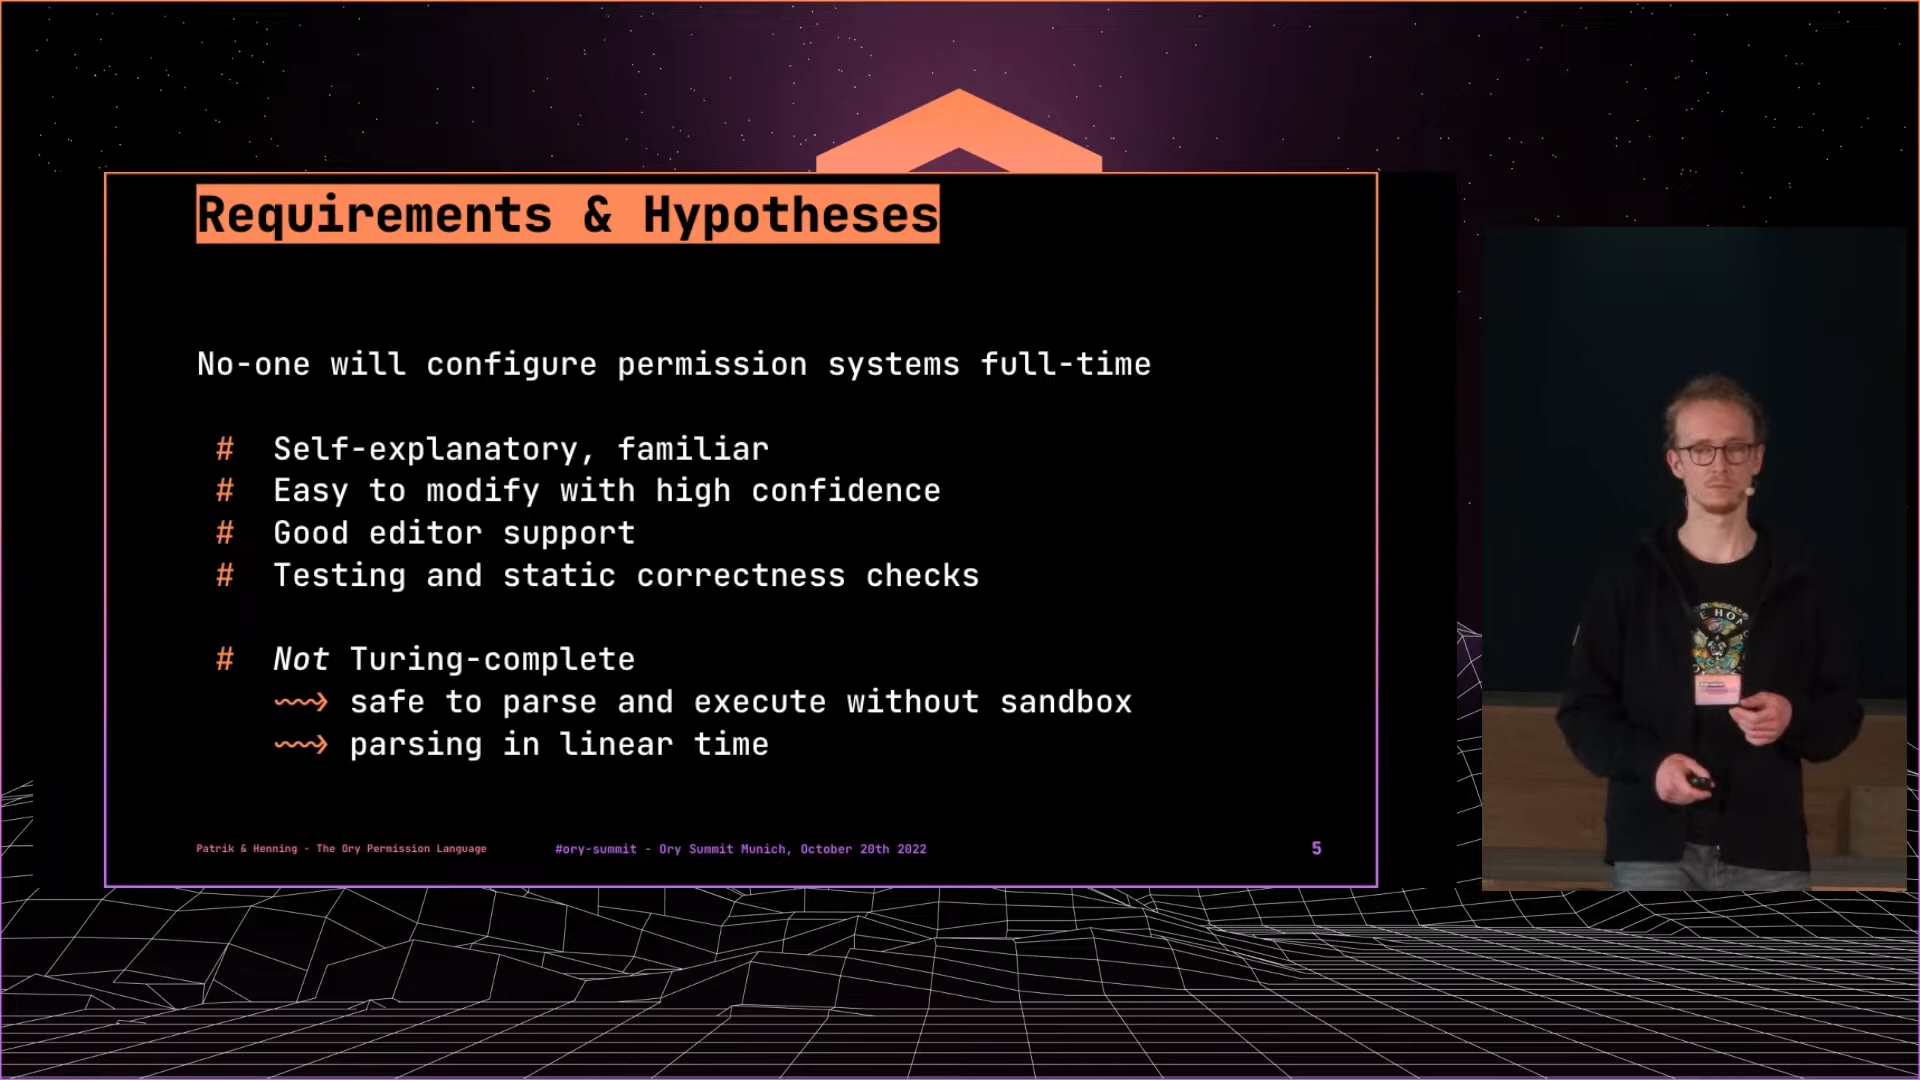 Requirements & Hypotheses
No-one will configure permission systems full-time
# Self-explanatory, familiar
# Easy to modify with high confidence
# Good editor support
# Testing and static correctness checks
# Not Turing-complete
⟿ safe to parse and execute without sandbox
⟿ parsing in linear time
Patrik & Henning - The Ory Permission Language
#ory-summit - Ory Summit Munich, October 20th 2022
5